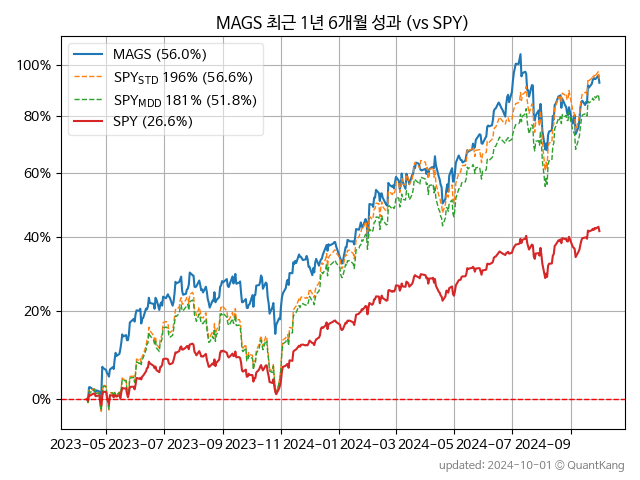 MAGS 최근 1년 6개월 성과 (vs SPY)
MAGS (56.0%)
SPY_STD 196% (56.6%)
SPY_MDD 181% (51.8%)
SPY (26.6%)
100%
80%
60%
40%
20%
0%
2023-05 2023-07 2023-09 2023-11 2024-01 2024-03 2024-05 2024-07 2024-09
updated: 2024-10-01 © QuantKang